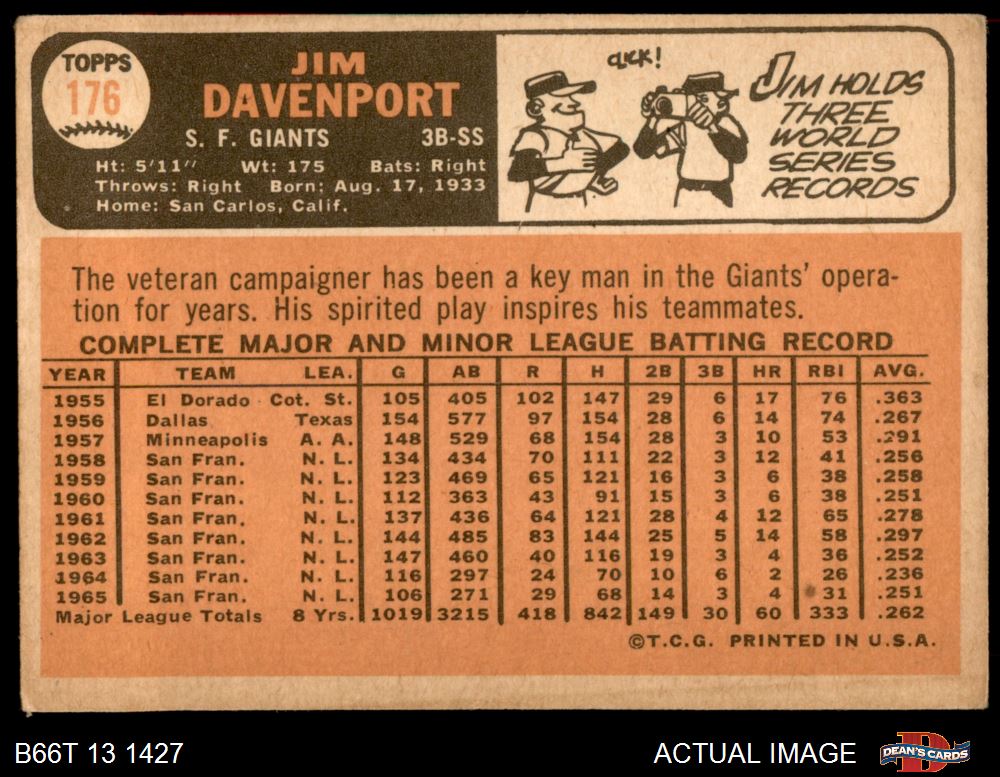 TOPPS
176
JIM
DAVENPORT
S. F. GIANTS 3B-SS
Ht: 5'11" Wt: 175 Bats: Right
Throws: Right Born: Aug. 17, 1933
Home: San Carlos, Calif.
CLICK!
JIM HOLDS
THREE
WORLD
SERIES
RECORDS
The veteran campaigner has been a key man in the Giants' opera-
tion for years. His spirited play inspires his teammates.
COMPLETE MAJOR AND MINOR LEAGUE BATTING RECORD
YEAR TEAM LEA. G AB R H 2B 3B HR RBI AVG.
1955 El Dorado Cot. St. 105 405 102 147 29 6 17 76 .363
1956 Dallas Texas 154 577 97 154 28 6 14 74 .267
1957 Minneapolis A. A. 148 529 68 154 28 3 10 53 .291
1958 San Fran. N. L. 134 434 70 111 22 3 12 41 .256
1959 San Fran. N. L. 123 469 65 121 16 3 6 38 .258
1960 San Fran. N. L. 112 363 43 91 15 3 6 38 .251
1961 San Fran. N. L. 137 436 64 121 28 4 12 65 .278
1962 San Fran. N. L. 144 485 83 144 25 5 14 58 .297
1963 San Fran. N. L. 147 460 40 116 19 3 4 36 .252
1964 San Fran. N. L. 116 297 24 70 10 6 2 26 .236
1965 San Fran. N. L. 106 271 29 68 14 3 4 31 .251
Major League Totals 8 Yrs. 1019 3215 418 842 149 30 60 333 .262
©T.C.G. PRINTED IN U.S.A.
B66T 13 1427 ACTUAL IMAGE DEAN'S CARDS